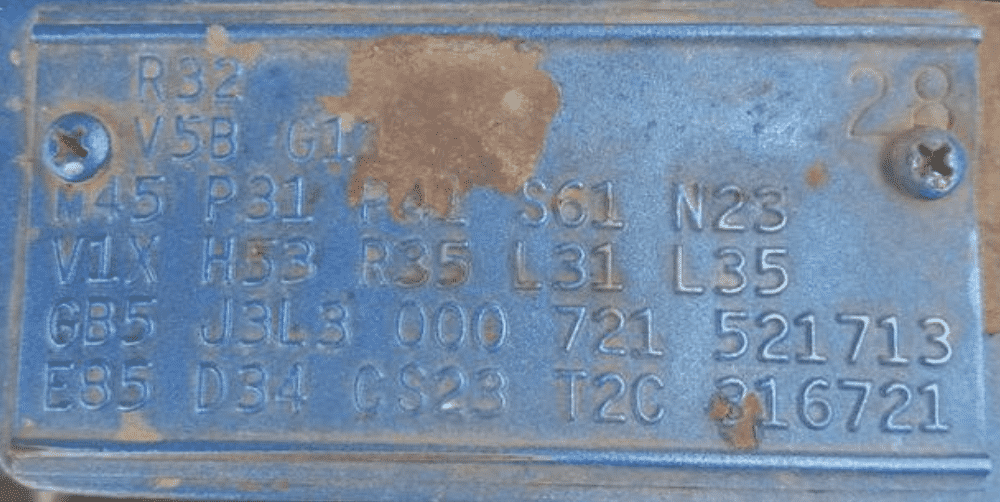 R32 28
V5B
M45 P31 P41 S61 N23
V1X H53 R35 L31 L35
GB5 J3L3 000 721 521713
E85 D34 CS23 T2C 316721